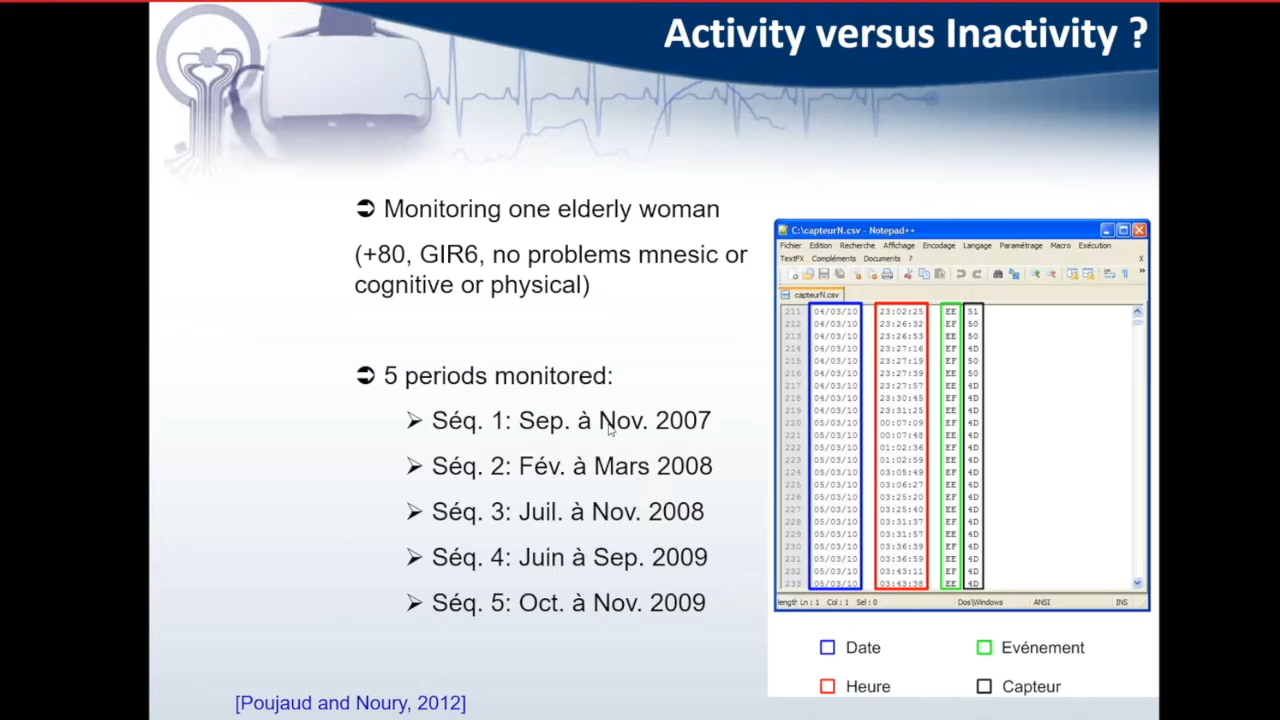 Activity versus Inactivity ?
➲ Monitoring one elderly woman
(+80, GIR6, no problems mnesic or
cognitive or physical)
➲ 5 periods monitored:
➢ Séq. 1: Sep. à Nov. 2007
➢ Séq. 2: Fév. à Mars 2008
➢ Séq. 3: Juil. à Nov. 2008
➢ Séq. 4: Juin à Sep. 2009
➢ Séq. 5: Oct. à Nov. 2009
[Poujaud and Noury, 2012]
C:\capteurN.csv - Notepad++
Fichier Edition Recherche Affichage Encodage Langage Paramétrage Macro Exécution
TextFX Compléments Documents ? X
capteurN.csv
211 04/03/10 23:02:25 EE 51
212 04/03/10 23:26:32 EF 50
213 04/03/10 23:26:53 EE 50
214 04/03/10 23:27:16 EF 4D
215 04/03/10 23:27:19 EF 50
216 04/03/10 23:27:39 EE 50
217 04/03/10 23:27:57 EE 4D
218 04/03/10 23:30:45 EF 4D
219 04/03/10 23:31:25 EE 4D
220 05/03/10 00:07:09 EF 4D
221 05/03/10 00:07:48 EE 4D
222 05/03/10 01:02:36 EF 4D
223 05/03/10 01:02:59 EE 4D
224 05/03/10 03:05:49 EF 4D
225 05/03/10 03:06:27 EE 4D
226 05/03/10 03:25:20 EF 4D
227 05/03/10 03:25:40 EE 4D
228 05/03/10 03:31:37 EF 4D
229 05/03/10 03:31:57 EE 4D
230 05/03/10 03:36:39 EF 4D
231 05/03/10 03:36:59 EE 4D
232 05/03/10 03:43:11 EF 4D
233 05/03/10 03:43:38 EE 4D
length Ln : 1 Col : 1 Sel : 0 Dos\Windows ANSI INS
Date Evénement
Heure Capteur